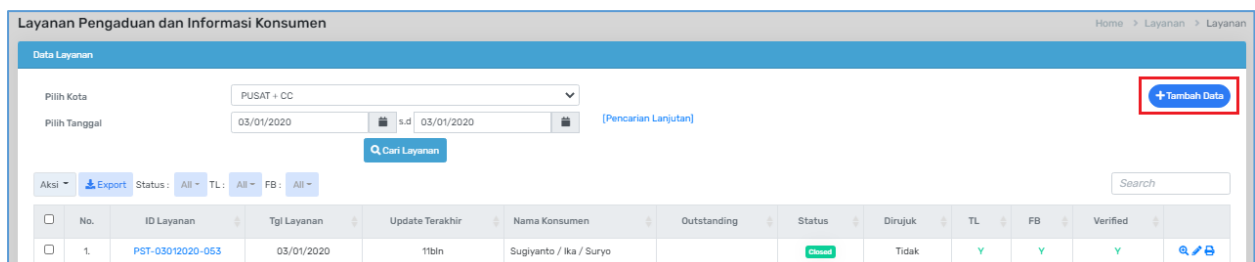 Layanan Pengaduan dan Informasi Konsumen Home > Layanan > Layanan
Data Layanan
Pilih Kota PUSAT + CC +Tambah Data
Pilih Tanggal 03/01/2020 s.d 03/01/2020 [Pencarian Lanjutan]
Cari Layanan
Aksi Export Status : All TL : All FB : All Search
No. ID Layanan Tgl Layanan Update Terakhir Nama Konsumen Outstanding Status Dirujuk TL FB Verified
1. PST-03012020-053 03/01/2020 11bln Sugiyanto / Ika / Suryo Closed Tidak Y Y Y